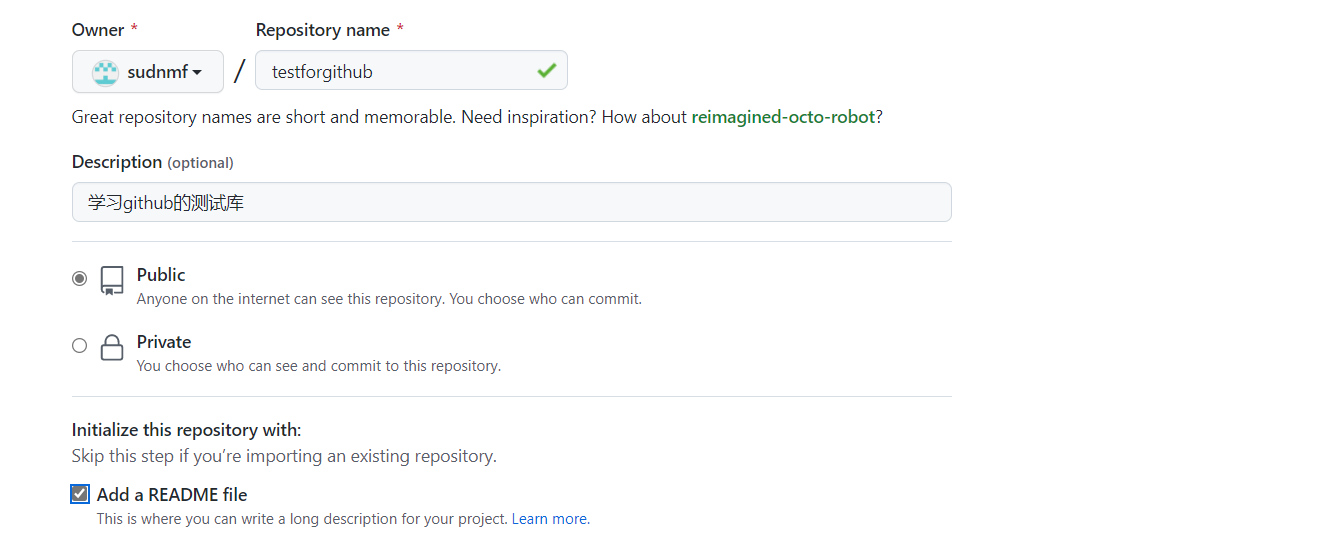 Owner * Repository name *
sudnmf / testforgithub
Great repository names are short and memorable. Need inspiration? How about reimagined-octo-robot?
Description (optional)
学习github的测试库
Public
Anyone on the internet can see this repository. You choose who can commit.
Private
You choose who can see and commit to this repository.
Initialize this repository with:
Skip this step if you’re importing an existing repository.
Add a README file
This is where you can write a long description for your project. Learn more.